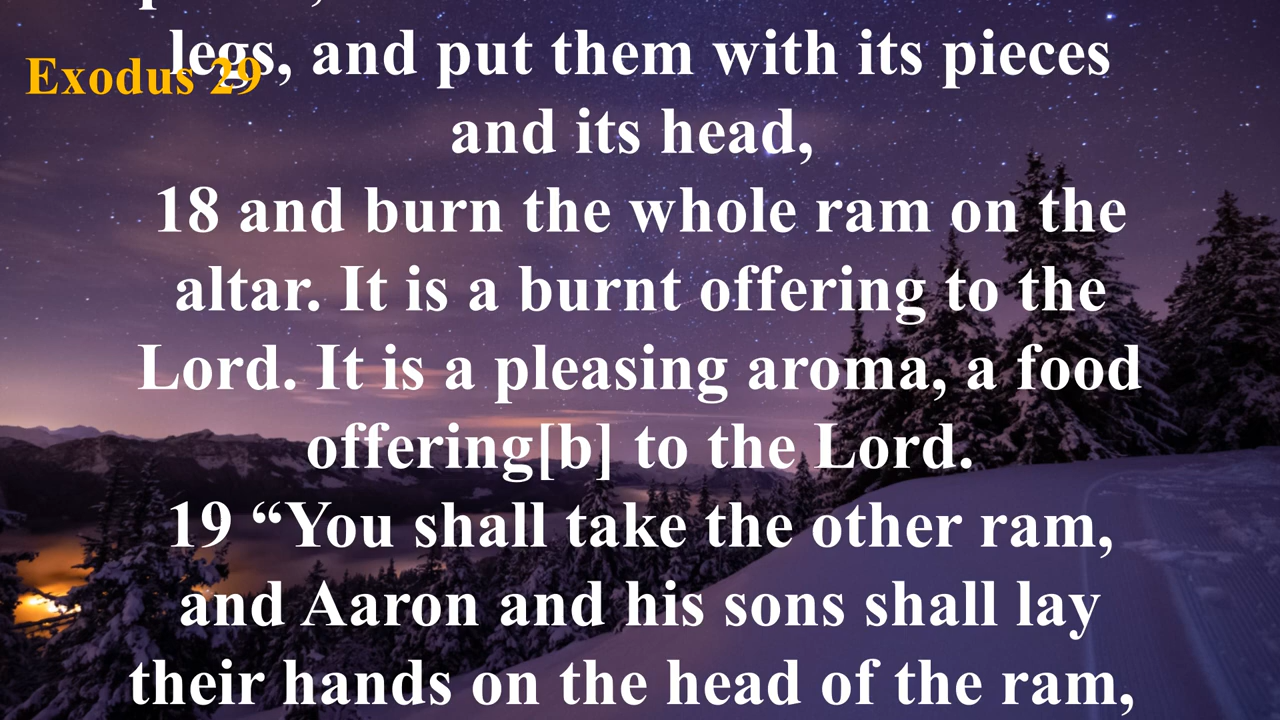 legs, and put them with its pieces
Exodus 29
and its head,
18 and burn the whole ram on the
altar. It is a burnt offering to the
Lord. It is a pleasing aroma, a food
offering[b] to the Lord.
19 “You shall take the other ram,
and Aaron and his sons shall lay
their hands on the head of the ram,